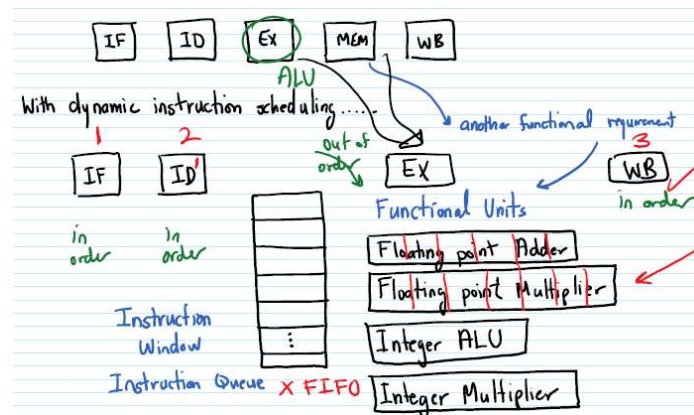 IF ID EX MEM WB
ALU
With dynamic instruction scheduling......
another functional requirement
1 2 out of order 3
IF ID' EX WB
in order in order in order
Functional Units
Floating point Adder
Floating point Multiplier
Instruction Window
⋮
Integer ALU
Instruction Queue X FIFO
Integer Multiplier